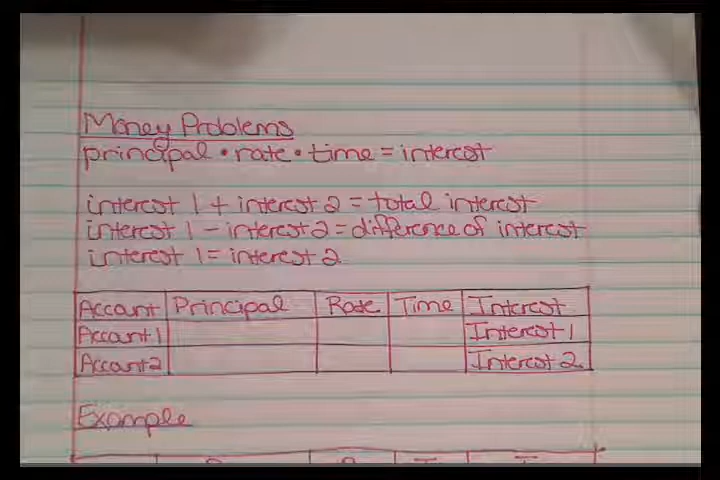 Money Problems
principal • rate • time = interest
interest 1 + interest 2 = total interest
interest 1 - interest 2 = difference of interest
interest 1 = interest 2
Account Principal Rate Time Interest
Account 1 Interest 1
Account 2 Interest 2
Example